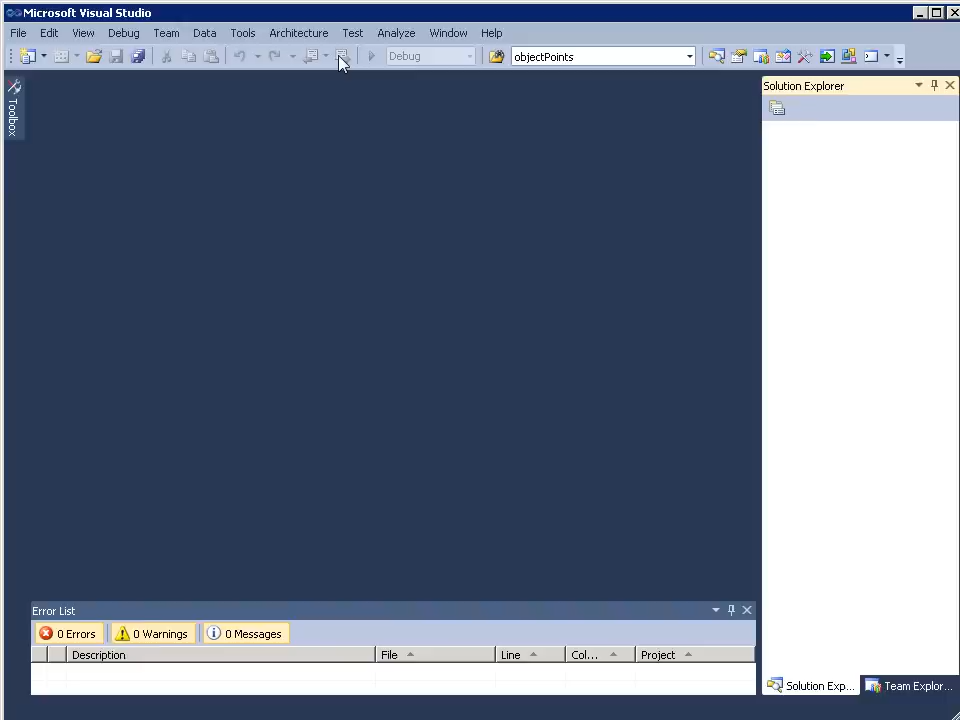 Microsoft Visual Studio
File Edit View Debug Team Data Tools Architecture Test Analyze Window Help
Debug objectPoints
Toolbox
Solution Explorer
Error List
0 Errors 0 Warnings 0 Messages
Description File Line Col... Project
Solution Exp... Team Explor...